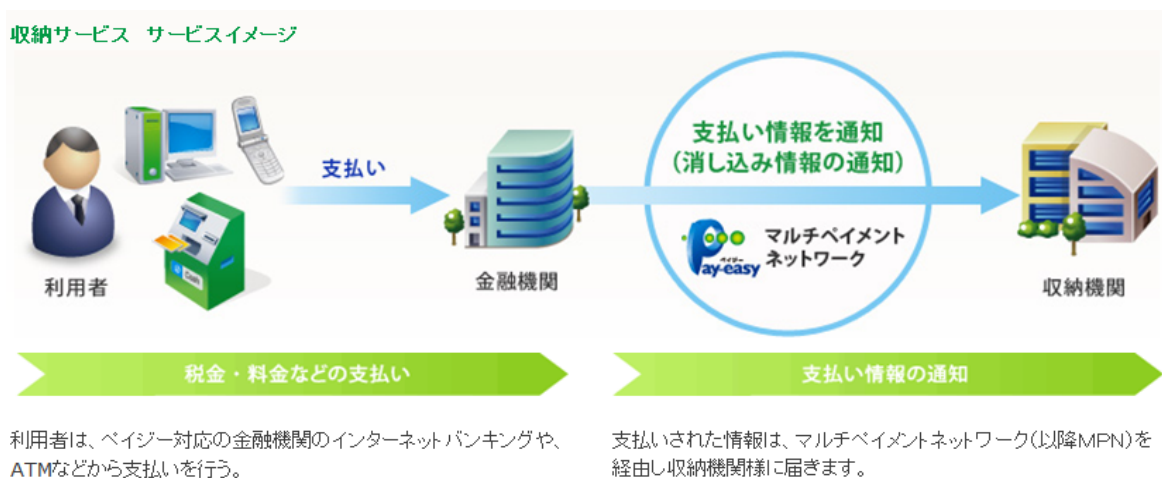 収納サービス　サービスイメージ
支払い
支払い情報を通知
(消し込み情報の通知)
Pay-easy
ペイジー
マルチペイメント
ネットワーク
Cash
利用者
金融機関
収納機関
税金・料金などの支払い
支払い情報の通知
利用者は、ペイジー対応の金融機関のインターネットバンキングや、
ATMなどから支払いを行う。
支払いされた情報は、マルチペイメントネットワーク(以降MPN)を
経由し収納機関様に届きます。